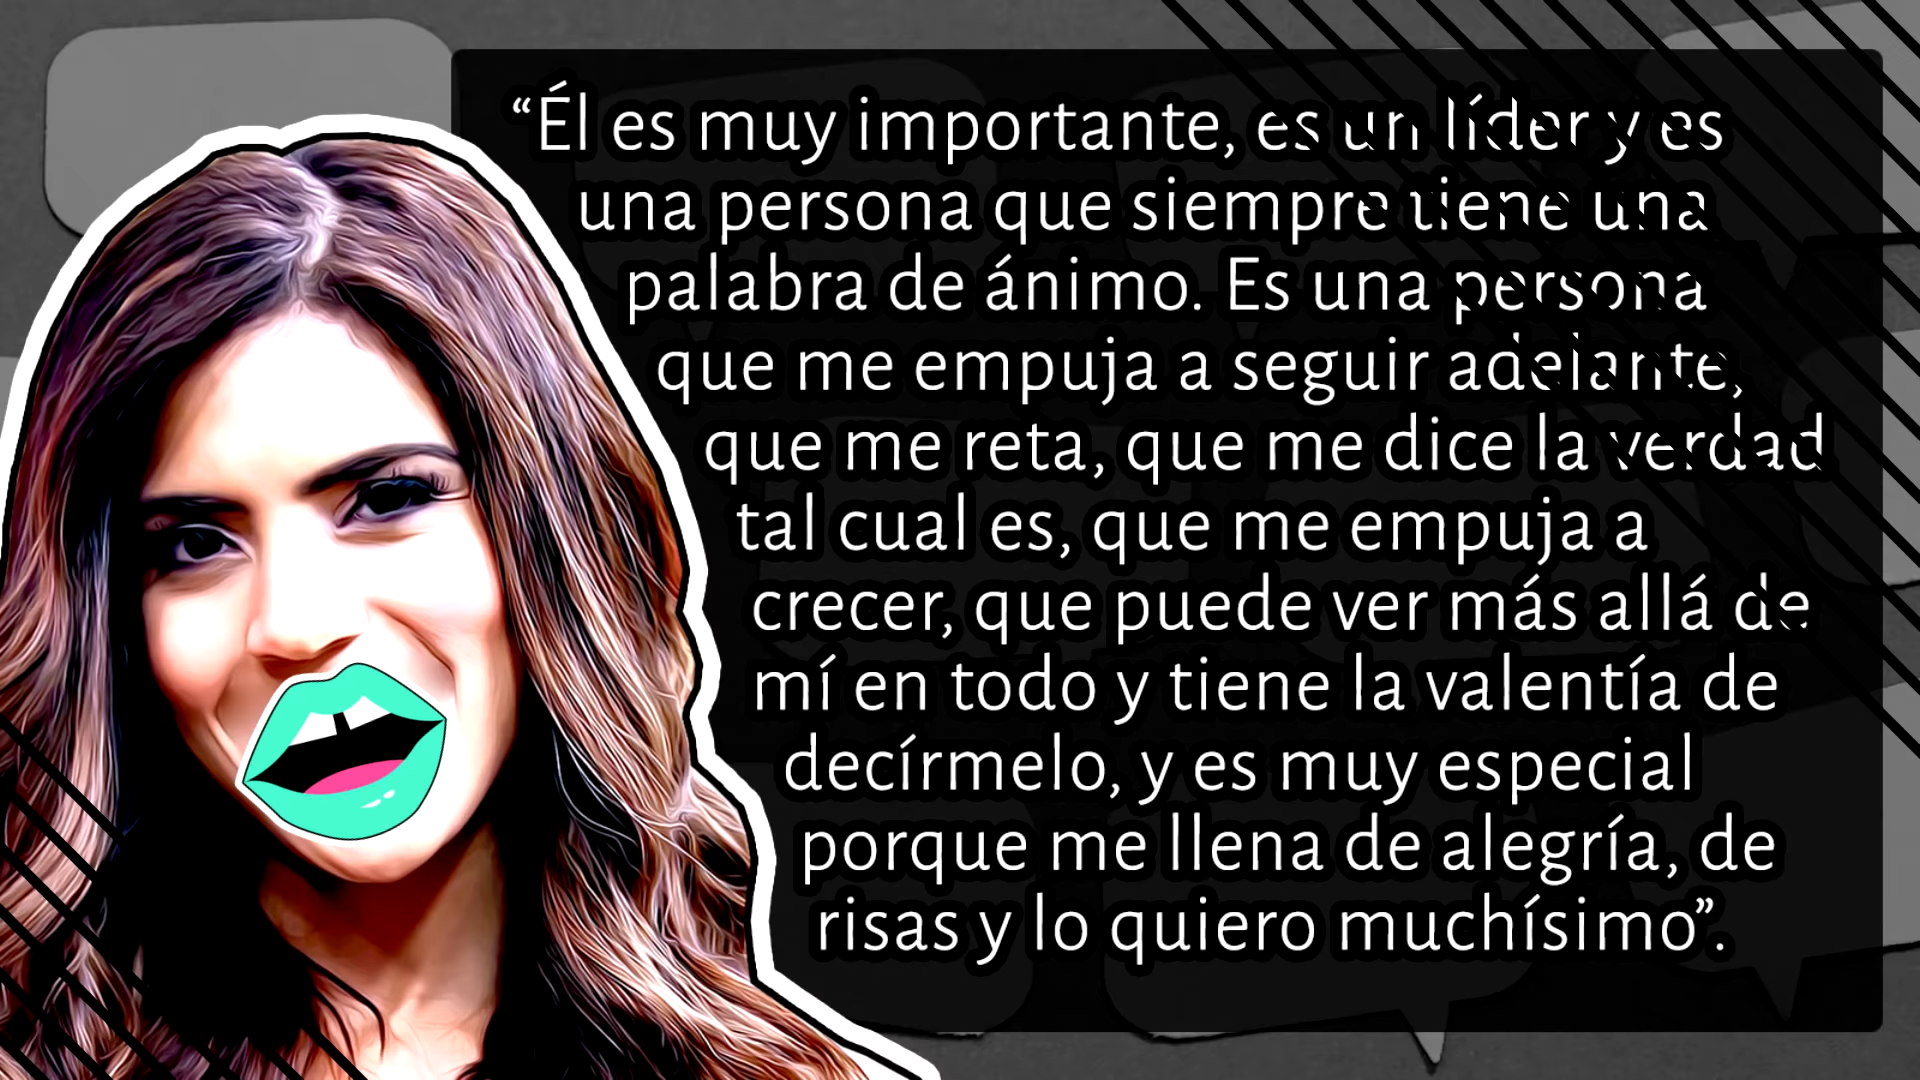 “Él es muy importante, es un líder y es
una persona que siempre tiene una
palabra de ánimo. Es una persona
que me empuja a seguir adelante,
que me reta, que me dice la verdad
tal cual es, que me empuja a
crecer, que puede ver más allá de
mí en todo y tiene la valentía de
decírmelo, y es muy especial
porque me llena de alegría, de
risas y lo quiero muchísimo”.